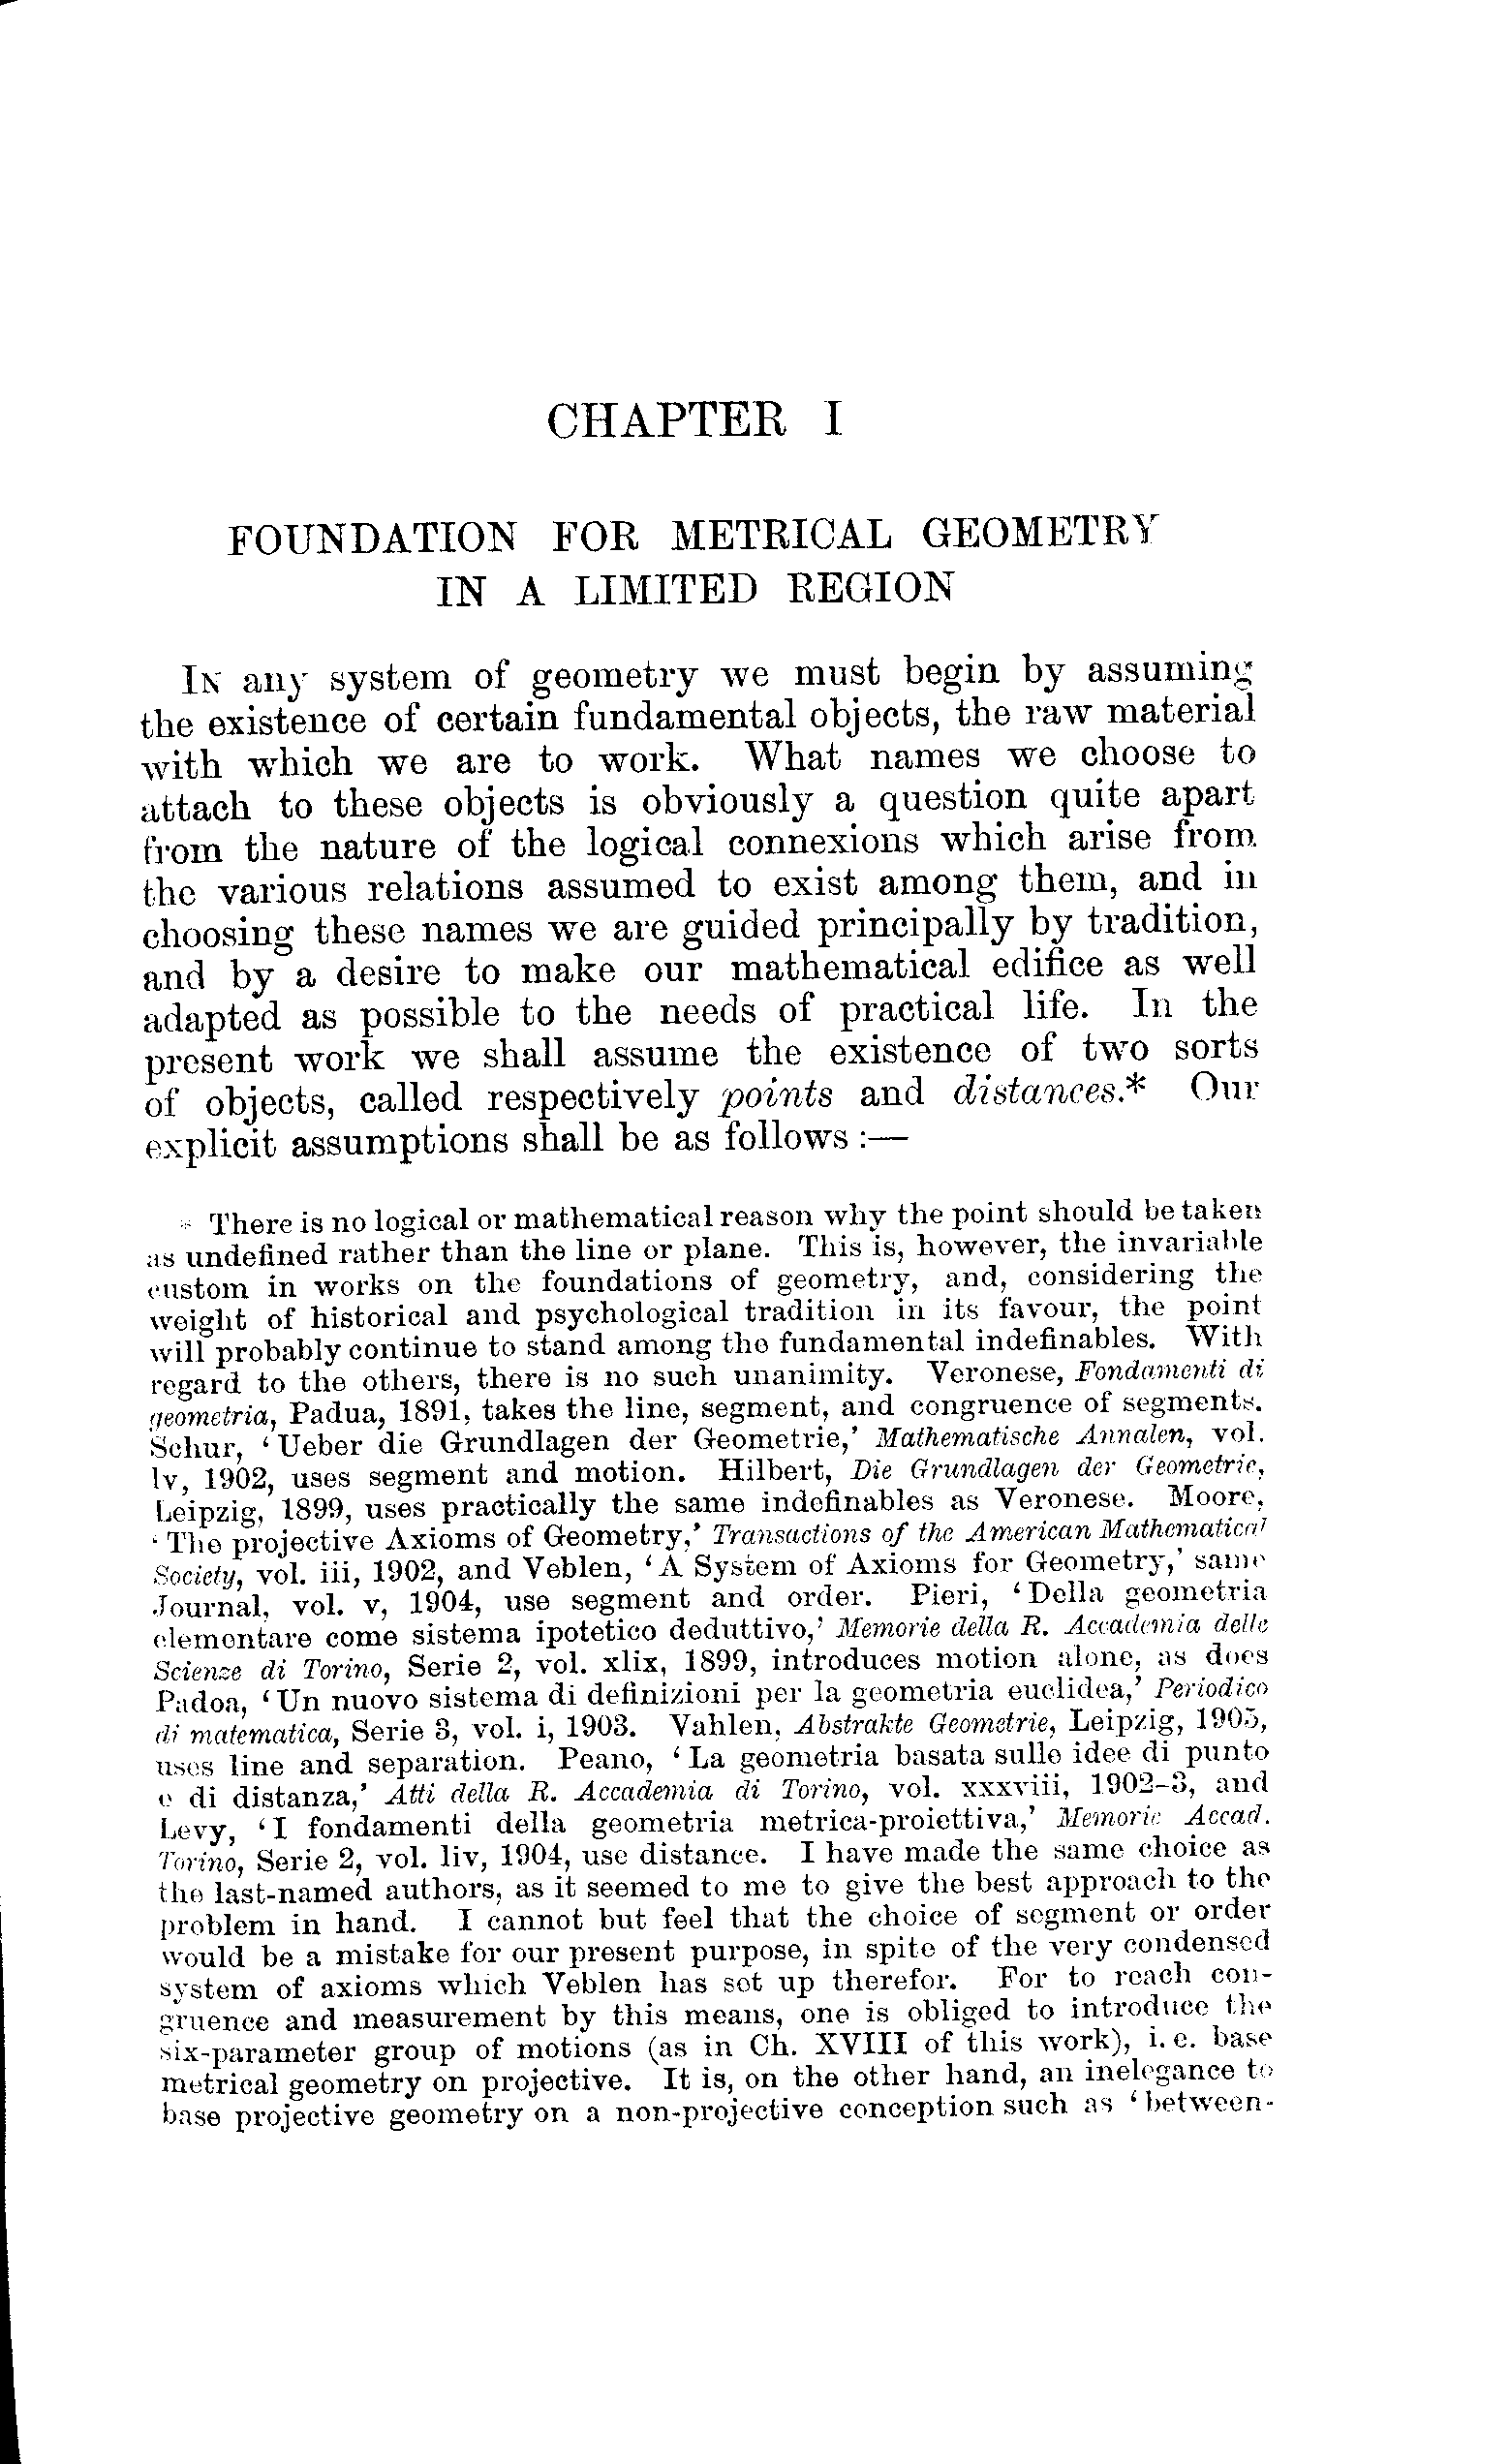 CHAPTER I
FOUNDATION FOR METRICAL GEOMETRY
IN A LIMITED REGION
In any system of geometry we must begin by assuming
the existence of certain fundamental objects, the raw material
with which we are to work. What names we choose to
attach to these objects is obviously a question quite apart
from the nature of the logical connexions which arise from
the various relations assumed to exist among them, and in
choosing these names we are guided principally by tradition,
and by a desire to make our mathematical edifice as well
adapted as possible to the needs of practical life. In the
present work we shall assume the existence of two sorts
of objects, called respectively points and distances.* Our
explicit assumptions shall be as follows :—
* There is no logical or mathematical reason why the point should be taken
as undefined rather than the line or plane. This is, however, the invariable
custom in works on the foundations of geometry, and, considering the
weight of historical and psychological tradition in its favour, the point
will probably continue to stand among the fundamental indefinables. With
regard to the others, there is no such unanimity. Veronese, Fondamenti di
geometria, Padua, 1891, takes the line, segment, and congruence of segments.
Schur, ‘Ueber die Grundlagen der Geometrie,’ Mathematische Annalen, vol.
lv, 1902, uses segment and motion. Hilbert, Die Grundlagen der Geometrie,
Leipzig, 1899, uses practically the same indefinables as Veronese. Moore,
‘The projective Axioms of Geometry,’ Transactions of the American Mathematical
Society, vol. iii, 1902, and Veblen, ‘A System of Axioms for Geometry,’ same
Journal, vol. v, 1904, use segment and order. Pieri, ‘Della geometria
elementare come sistema ipotetico deduttivo,’ Memorie della R. Accademia delle
Scienze di Torino, Serie 2, vol. xlix, 1899, introduces motion alone, as does
Padoa, ‘Un nuovo sistema di definizioni per la geometria euclidea,’ Periodico
di matematica, Serie 3, vol. i, 1903. Vahlen, Abstrakte Geometrie, Leipzig, 1905,
uses line and separation. Peano, ‘La geometria basata sulle idee di punto
e di distanza,’ Atti della R. Accademia di Torino, vol. xxxviii, 1902-3, and
Levy, ‘I fondamenti della geometria metrica-proiettiva,’ Memorie Accad.
Torino, Serie 2, vol. liv, 1904, use distance. I have made the same choice as
the last-named authors, as it seemed to me to give the best approach to the
problem in hand. I cannot but feel that the choice of segment or order
would be a mistake for our present purpose, in spite of the very condensed
system of axioms which Veblen has set up therefor. For to reach con-
gruence and measurement by this means, one is obliged to introduce the
six-parameter group of motions (as in Ch. XVIII of this work), i. e. base
metrical geometry on projective. It is, on the other hand, an inelegance to
base projective geometry on a non-projective conception such as ‘between-